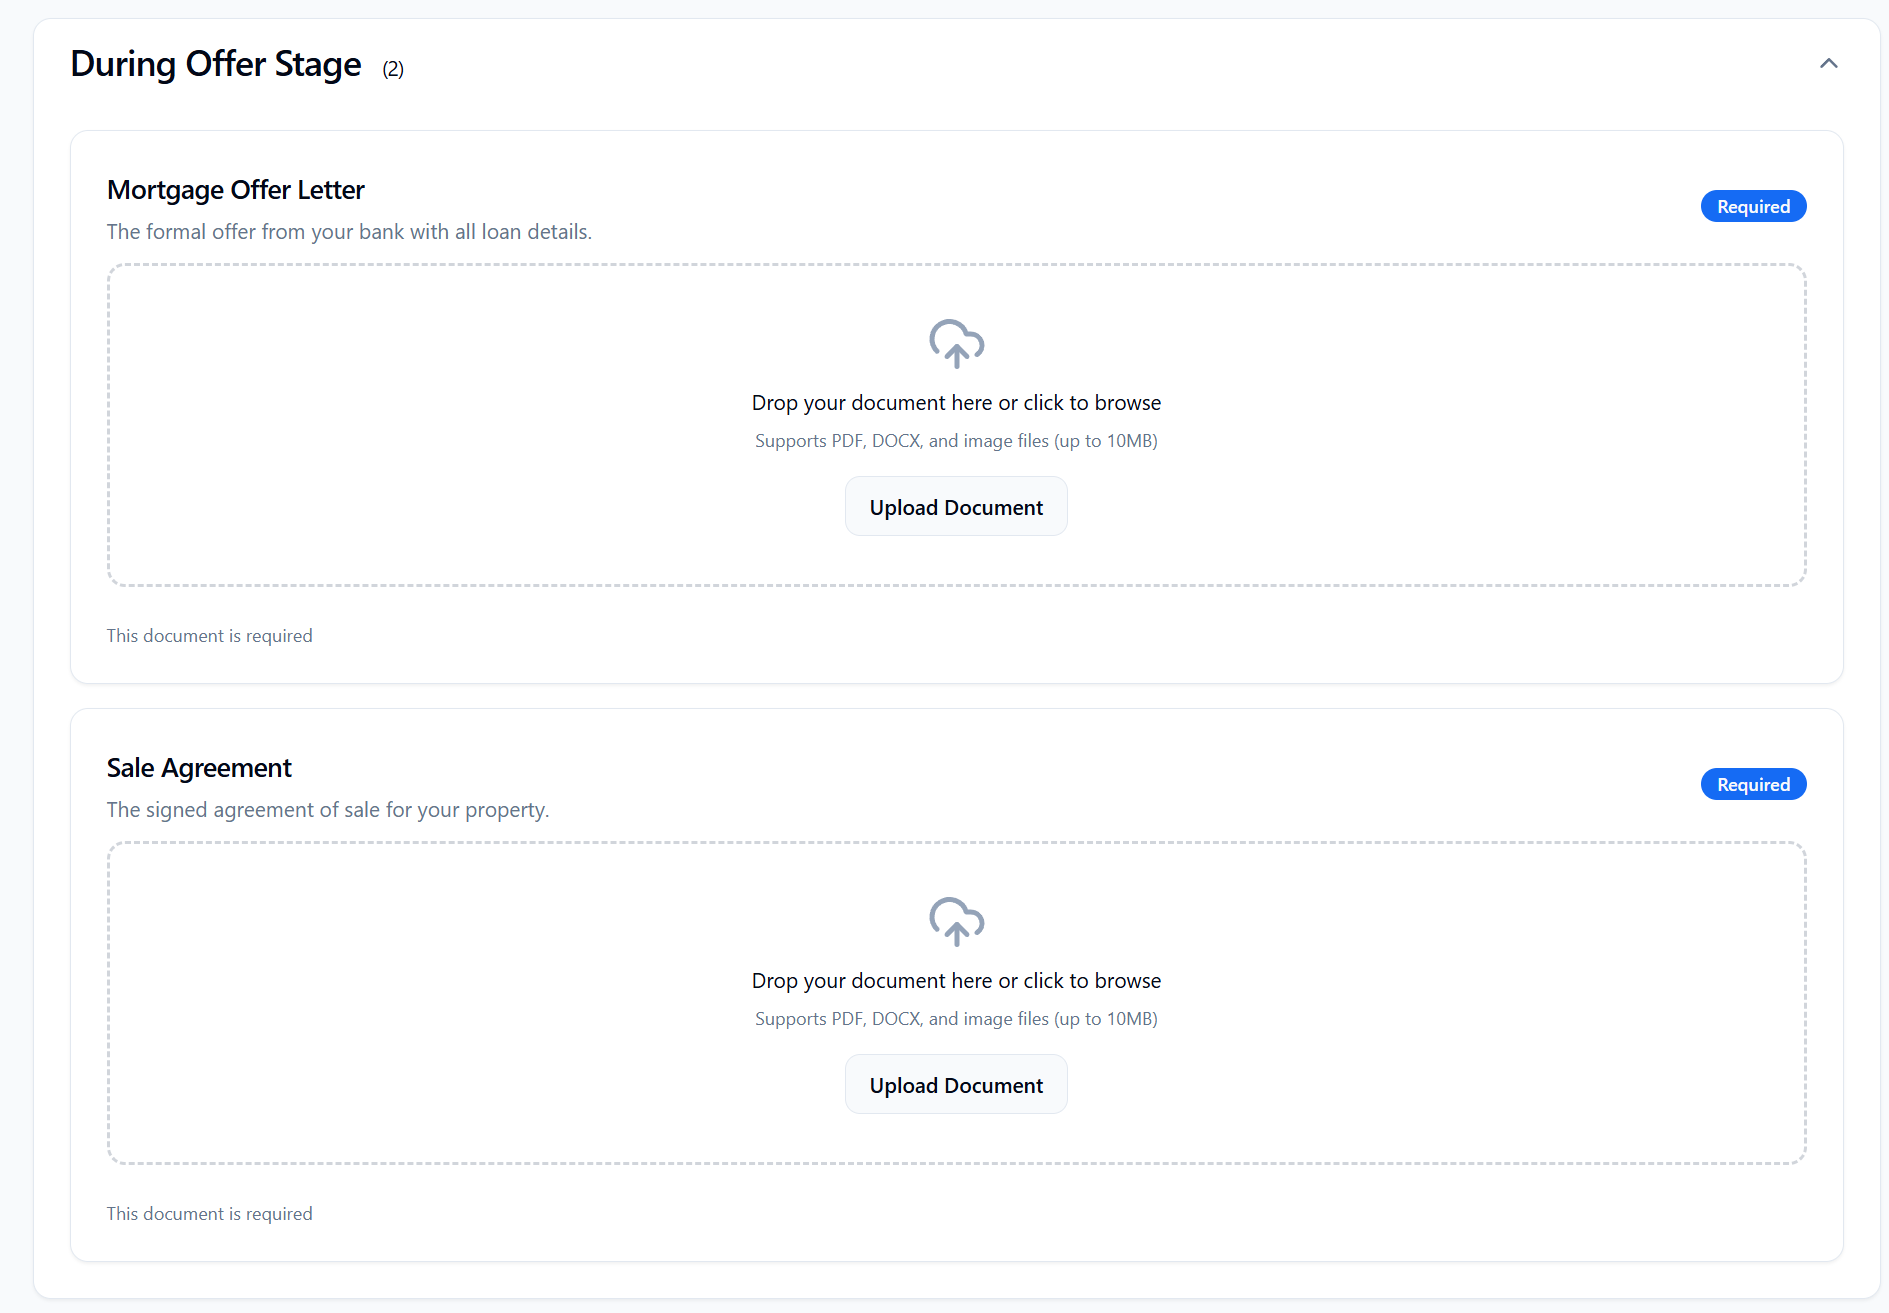 During Offer Stage (2)
Mortgage Offer Letter
Required
The formal offer from your bank with all loan details.
Drop your document here or click to browse
Supports PDF, DOCX, and image files (up to 10MB)
Upload Document
This document is required
Sale Agreement
Required
The signed agreement of sale for your property.
Drop your document here or click to browse
Supports PDF, DOCX, and image files (up to 10MB)
Upload Document
This document is required